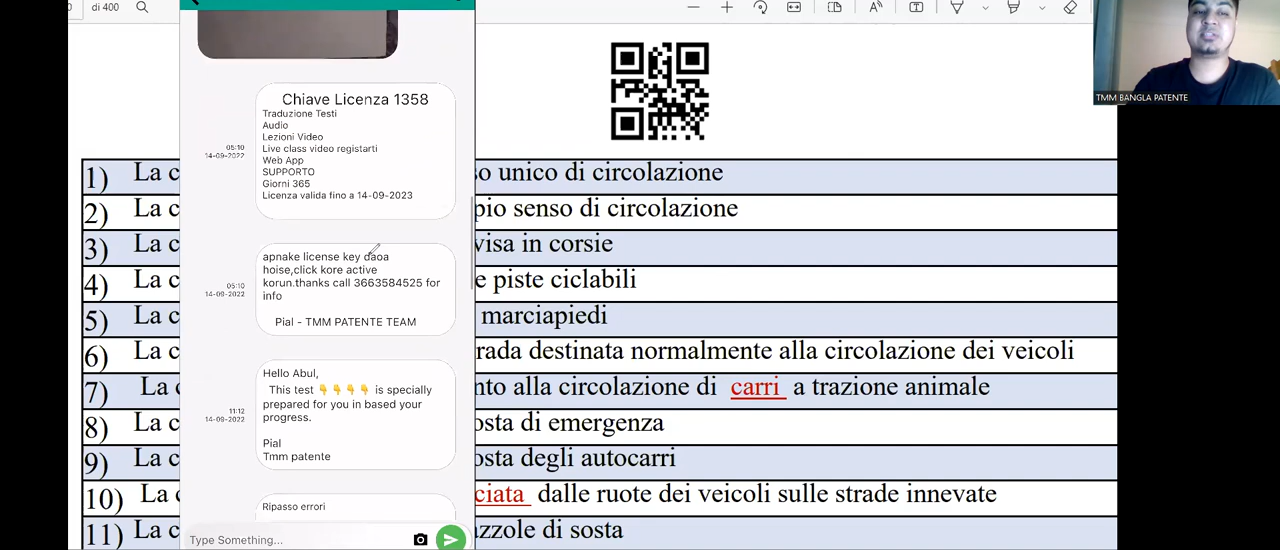 di 400
TMM BANGLA PATENTE
Chiave Licenza 1358
Traduzione Testi
Audio
Lezioni Video
Live class video registarti
Web App
SUPPORTO
Giorni 365
Licenza valida fino a 14-09-2023
05:10
14-09-2022
apnake license key daoa
hoise,click kore active
korun.thanks call 3663584525 for
info
Pial - TMM PATENTE TEAM
05:10
14-09-2022
Hello Abul,
This test 👇👇👇👇 is specially
prepared for you in based your
progress.
Pial
Tmm patente
11:12
14-09-2022
Ripasso errori
Type Something...
1) La c so unico di circolazione
2) La c pio senso di circolazione
3) La c visa in corsie
4) La c e piste ciclabili
5) La c marciapiedi
6) La c rada destinata normalmente alla circolazione dei veicoli
7) La c nto alla circolazione di carri a trazione animale
8) La c osta di emergenza
9) La c osta degli autocarri
10) La c ciata dalle ruote dei veicoli sulle strade innevate
11) La c azzole di sosta